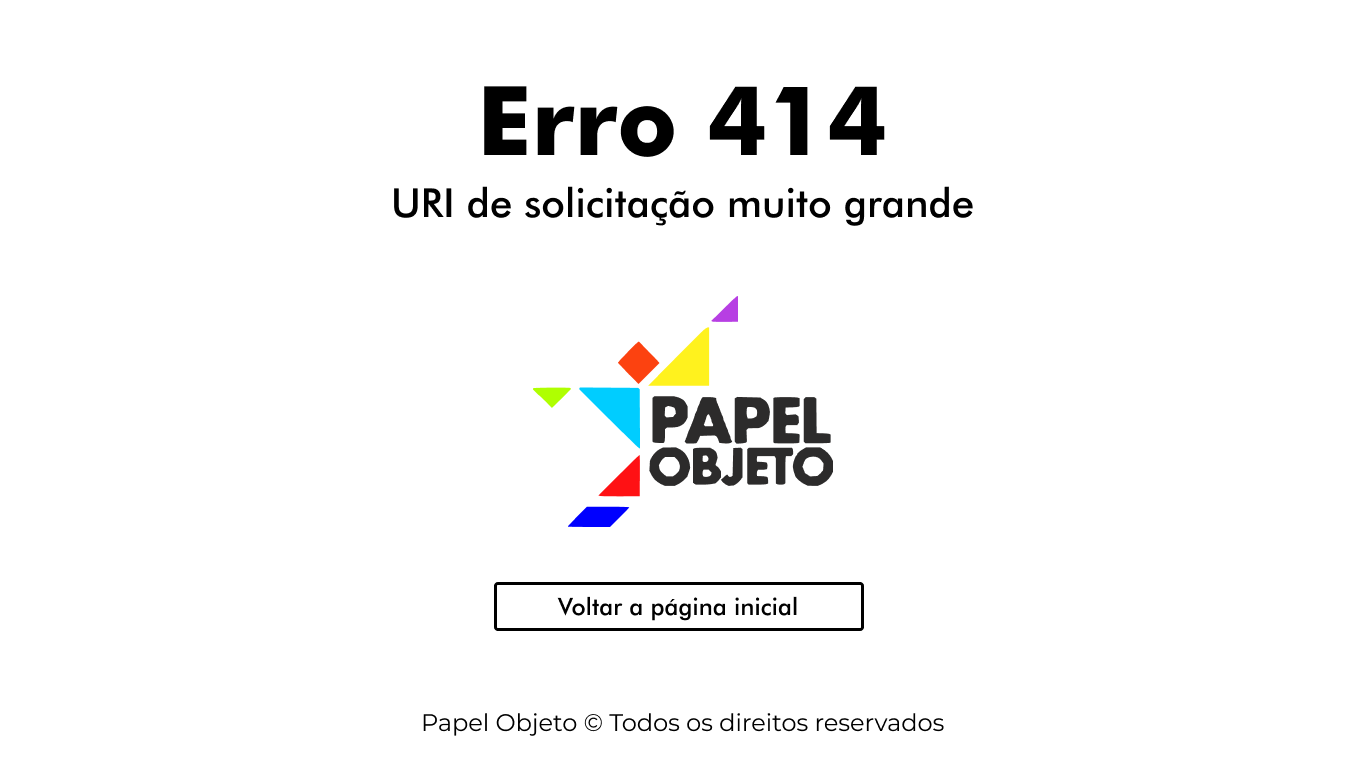 Erro 414
URI de solicitação muito grande
PAPEL
OBJETO
Voltar a página inicial
Papel Objeto © Todos os direitos reservados